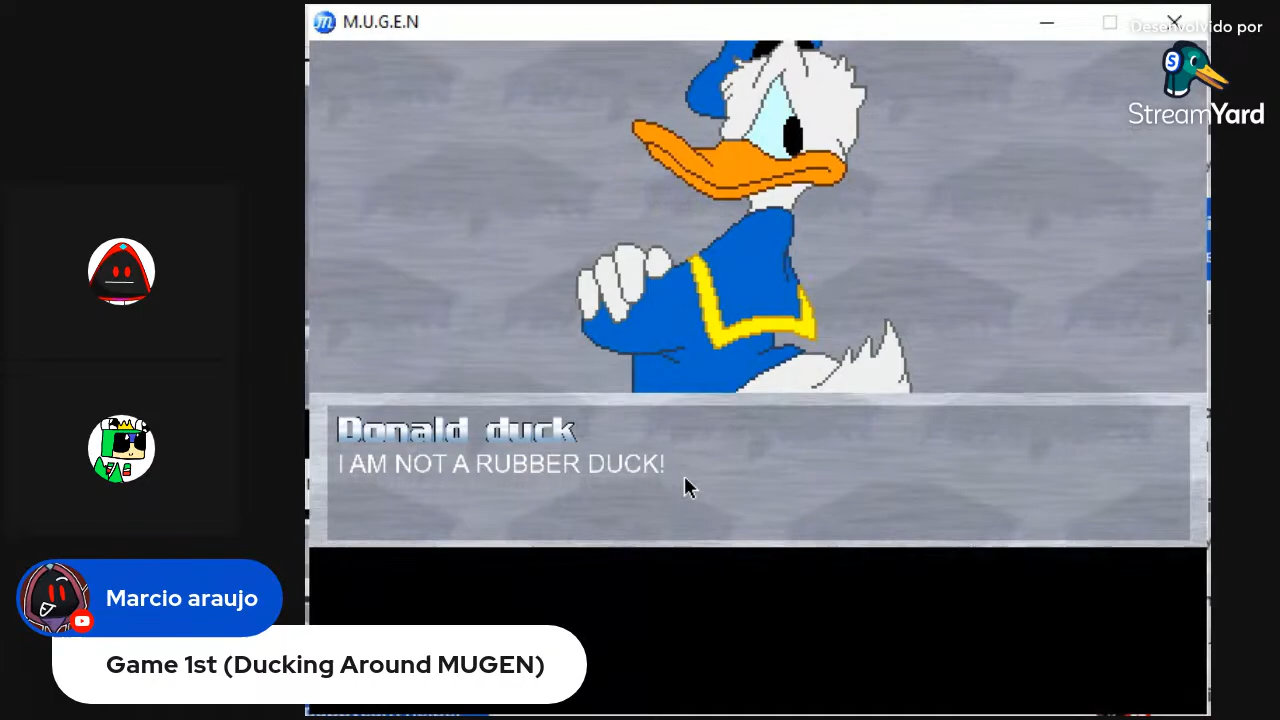 M.U.G.E.N
Desenvolvido por
StreamYard
Donald duck
I AM NOT A RUBBER DUCK!
Marcio araujo
Game 1st (Ducking Around MUGEN)